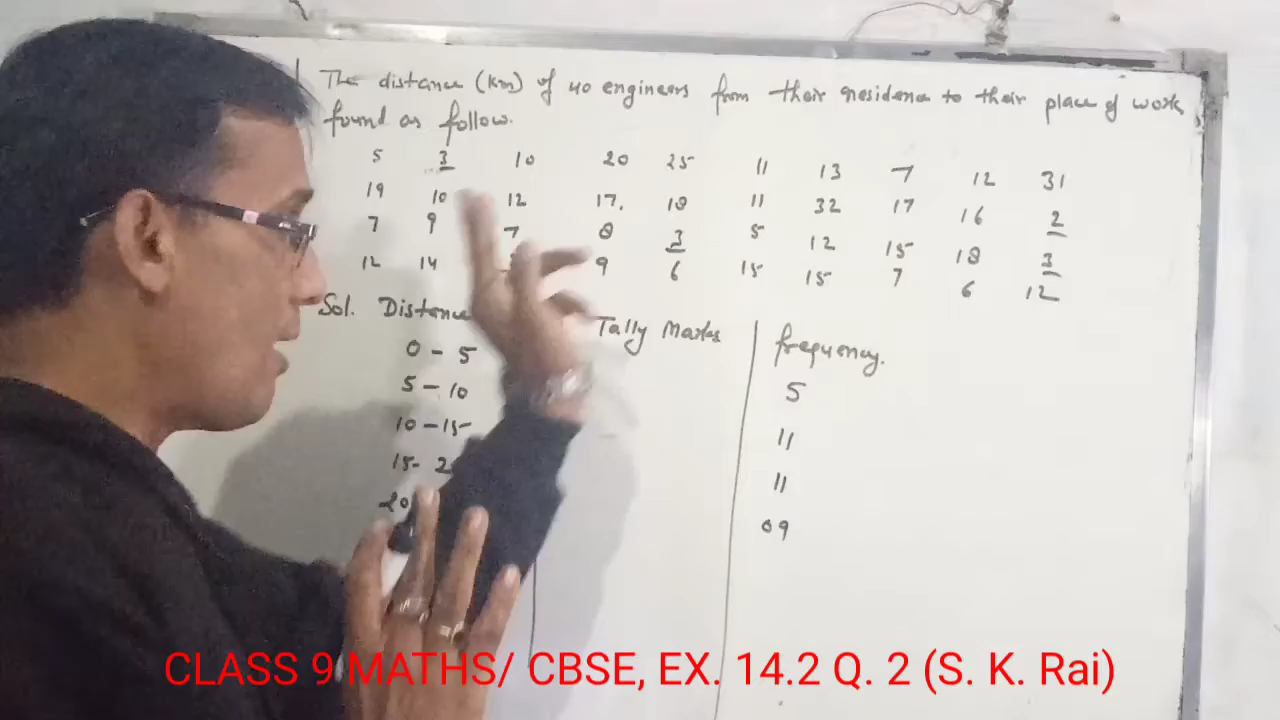 The distance (km) of 40 engineers from their residence to their place of work
found as follow.
5 3 10 20 25 11 13 7 12 31
19 10 12 17. 18 11 32 17 16 2
7 9 7 8 3 5 12 15 18 3
12 14 9 6 15 15 7 6 12
Sol. Distance Tally Marks frequency.
0 - 5 5
5 - 10 11
10 - 15 11
15 - 2 09
20
CLASS 9 MATHS/ CBSE, EX. 14.2 Q. 2 (S. K. Rai)